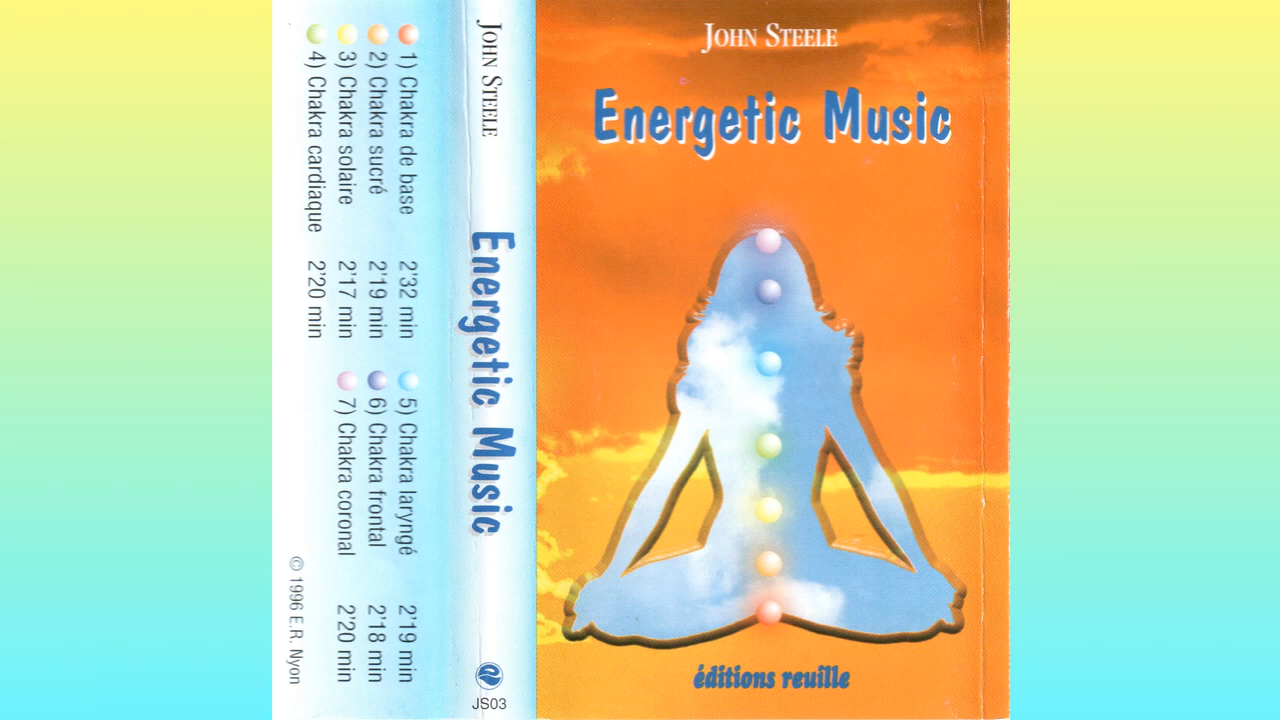 John Steele
Energetic Music
éditions reuille
John Steele
Energetic Music
JS03
1) Chakra de base 2'32 min
2) Chakra sucré 2'19 min
3) Chakra solaire 2'17 min
4) Chakra cardiaque 2'20 min
5) Chakra laryngé 2'19 min
6) Chakra frontal 2'18 min
7) Chakra coronal 2'20 min
© 1996 E.R. Nyon